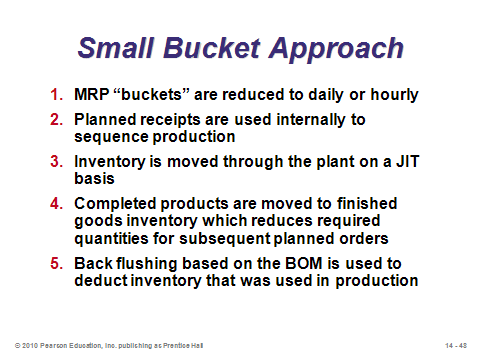 Small Bucket Approach
1. MRP “buckets” are reduced to daily or hourly
2. Planned receipts are used internally to
sequence production
3. Inventory is moved through the plant on a JIT
basis
4. Completed products are moved to finished
goods inventory which reduces required
quantities for subsequent planned orders
5. Back flushing based on the BOM is used to
deduct inventory that was used in production
© 2010 Pearson Education, Inc. publishing as Prentice Hall
14 - 48